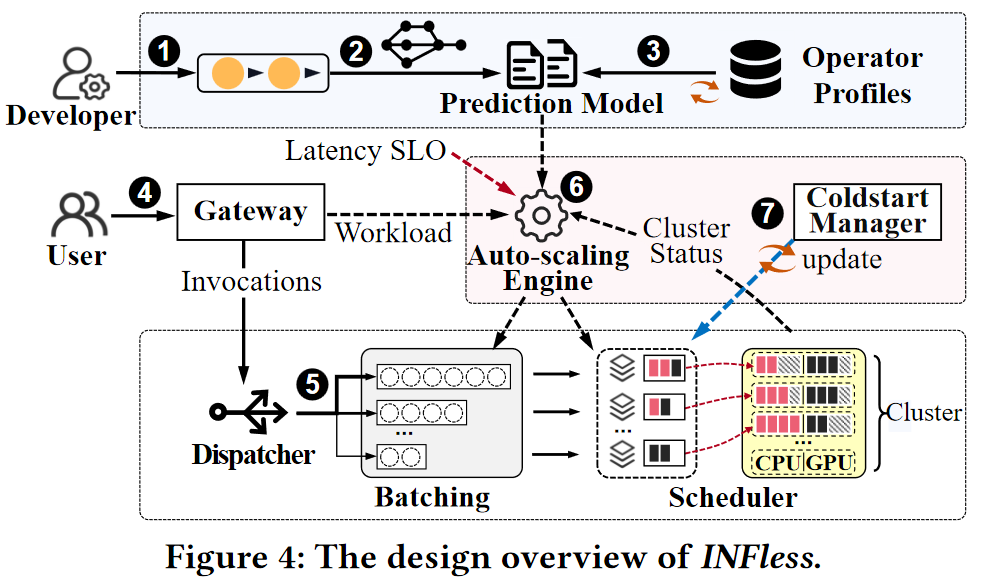 1
2
3
Developer
Prediction Model
Operator
Profiles
Latency SLO
4
User
Gateway
Workload
Invocations
6
Auto-scaling
Engine
Cluster
Status
7
Coldstart
Manager
update
5
Dispatcher
...
Batching
...
Scheduler
...
CPU GPU
Cluster
Figure 4: The design overview of INFless.